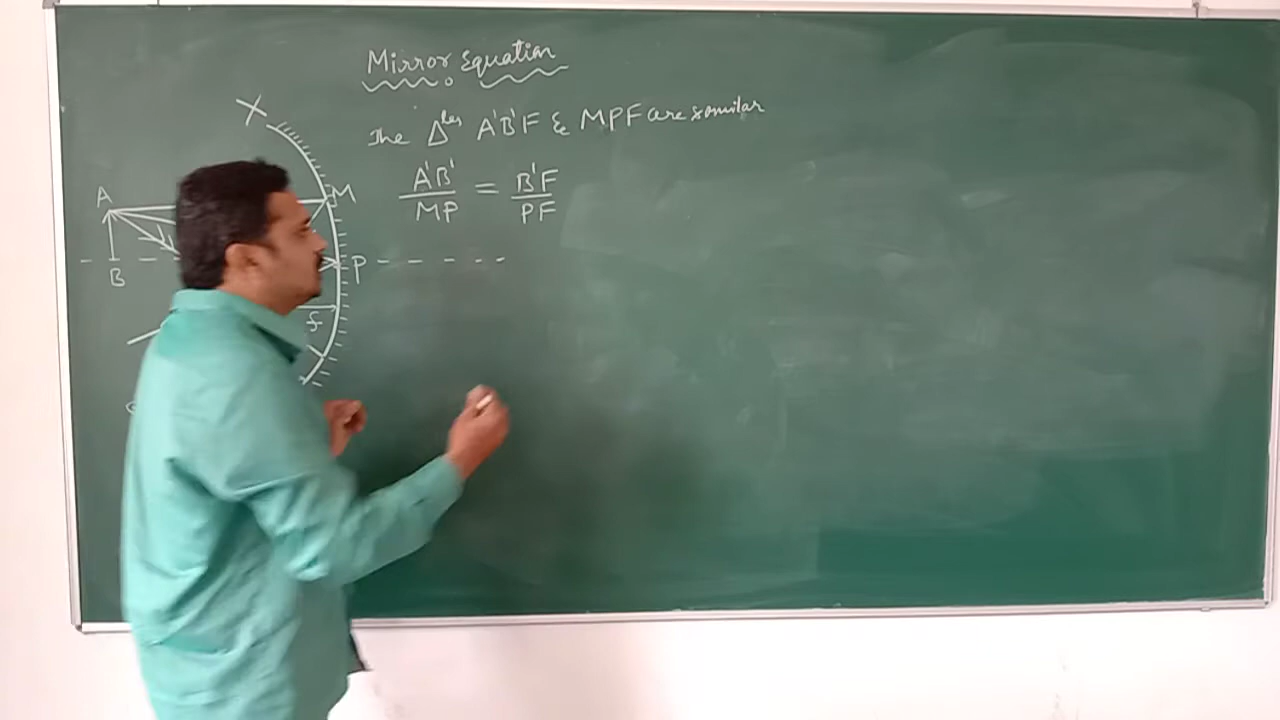 Mirror Equation
The Δles A'B'F & MPF are similar
A'B' / MP = B'F / PF
A
M
B
P
f